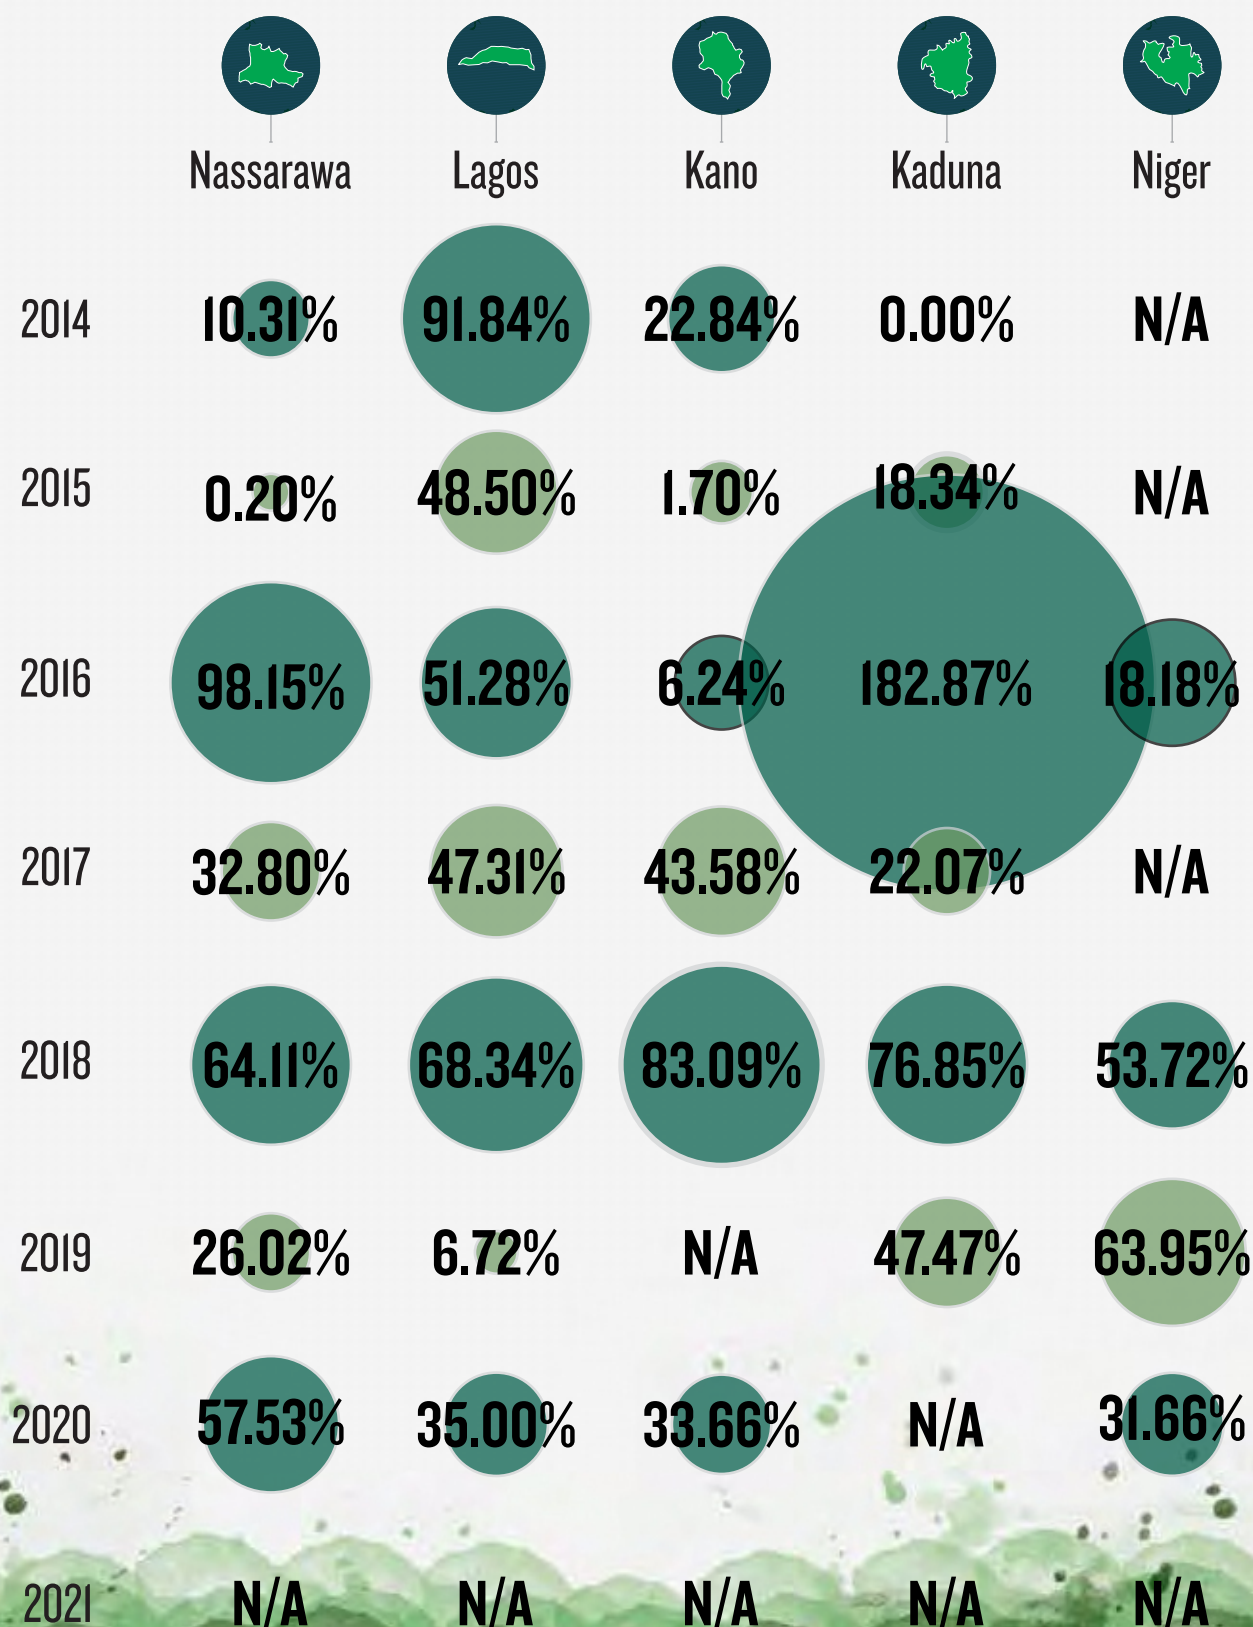 Nassarawa Lagos Kano Kaduna Niger
2014 10.31% 91.84% 22.84% 0.00% N/A
2015 0.20% 48.50% 1.70% 18.34% N/A
2016 98.15% 51.28% 6.24% 182.87% 18.18%
2017 32.80% 47.31% 43.58% 22.07% N/A
2018 64.11% 68.34% 83.09% 76.85% 53.72%
2019 26.02% 6.72% N/A 47.47% 63.95%
2020 57.53% 35.00% 33.66% N/A 31.66%
2021 N/A N/A N/A N/A N/A